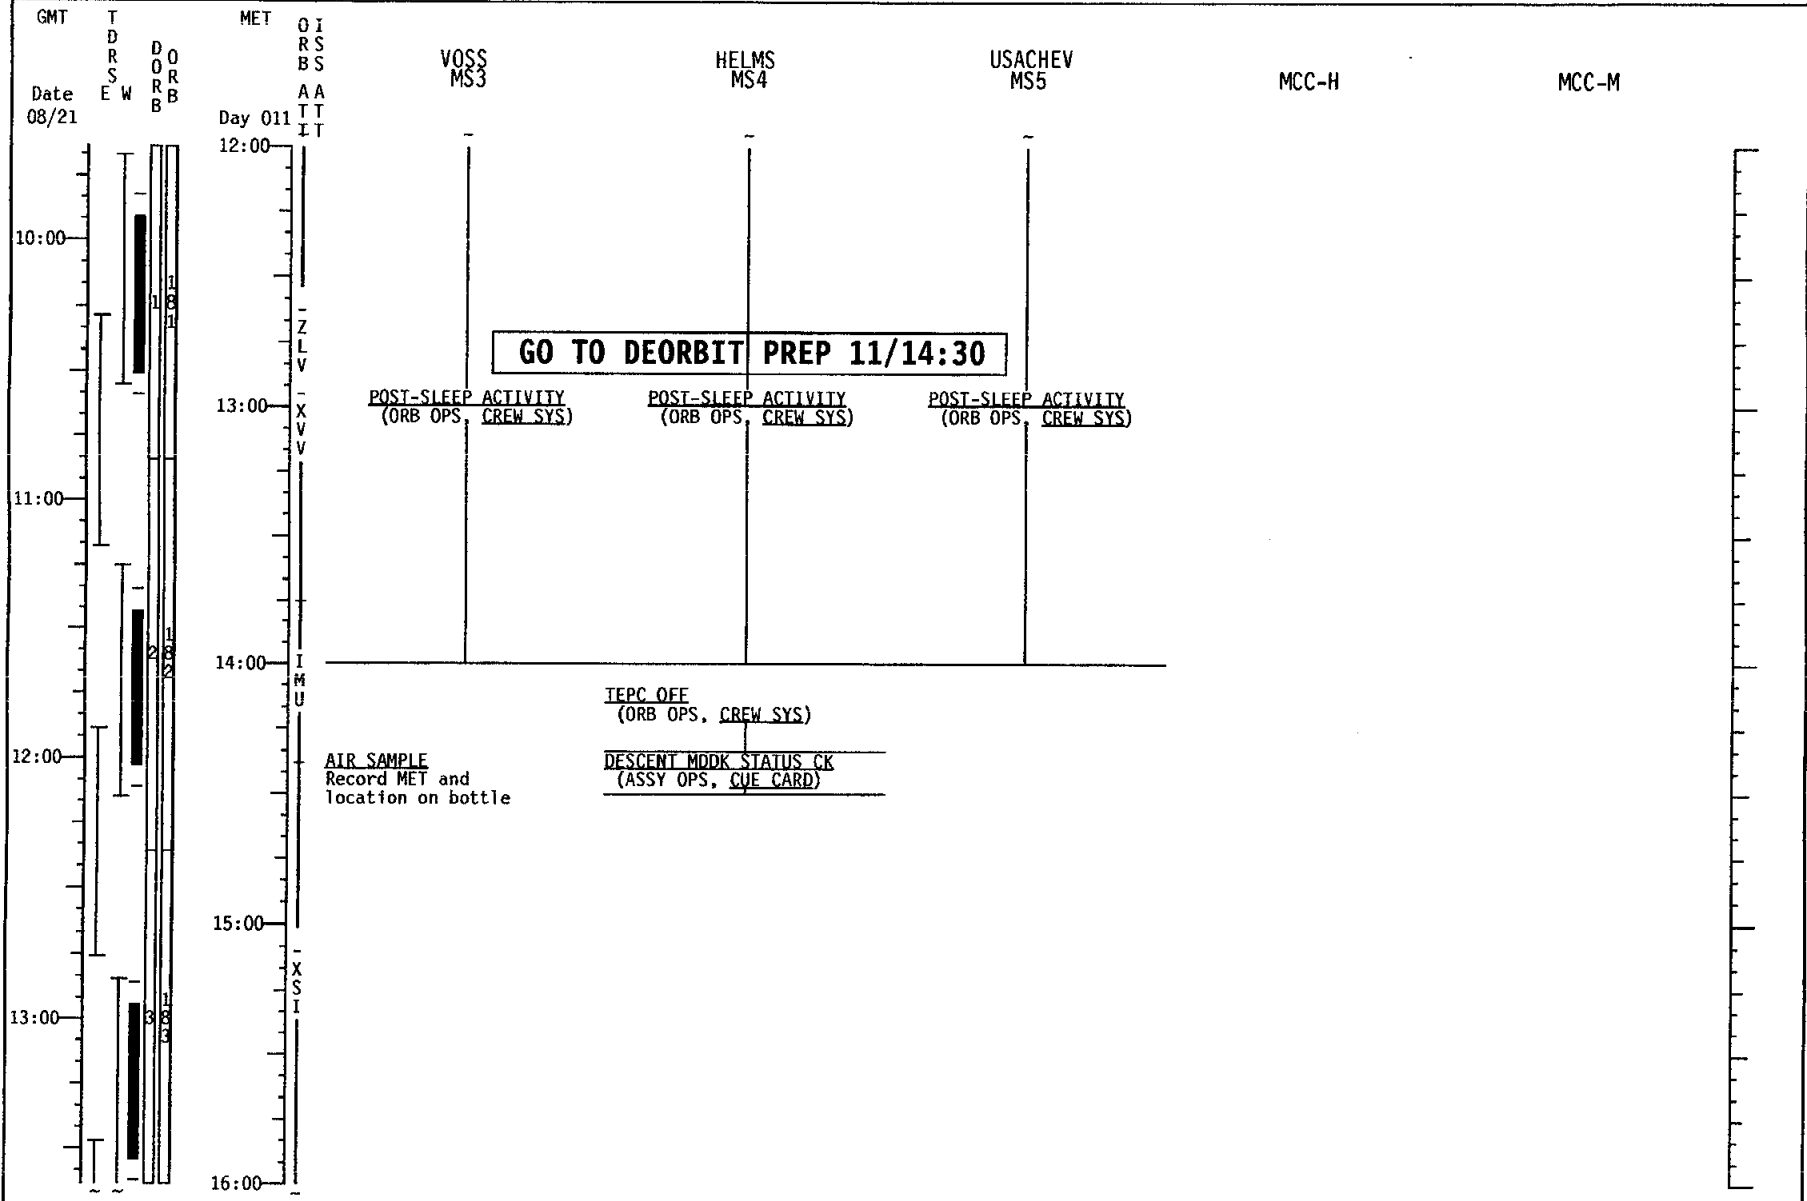 GMT
TDRS
E W
DORB
ORB
MET
ORB ATT
ISS ATT
Date
08/21
Day 011
VOSS
MS3
HELMS
MS4
USACHEV
MS5
MCC-H
MCC-M
12:00
10:00
1
181
-ZLV
GO TO DEORBIT PREP 11/14:30
-XVV
13:00
POST-SLEEP ACTIVITY
(ORB OPS, CREW SYS)
POST-SLEEP ACTIVITY
(ORB OPS, CREW SYS)
POST-SLEEP ACTIVITY
(ORB OPS, CREW SYS)
11:00
2
182
14:00
IMU
TEPC OFF
(ORB OPS, CREW SYS)
12:00
AIR SAMPLE
Record MET and
location on bottle
DESCENT MDDK STATUS CK
(ASSY OPS, CUE CARD)
15:00
-XSI
13:00
3
183
16:00